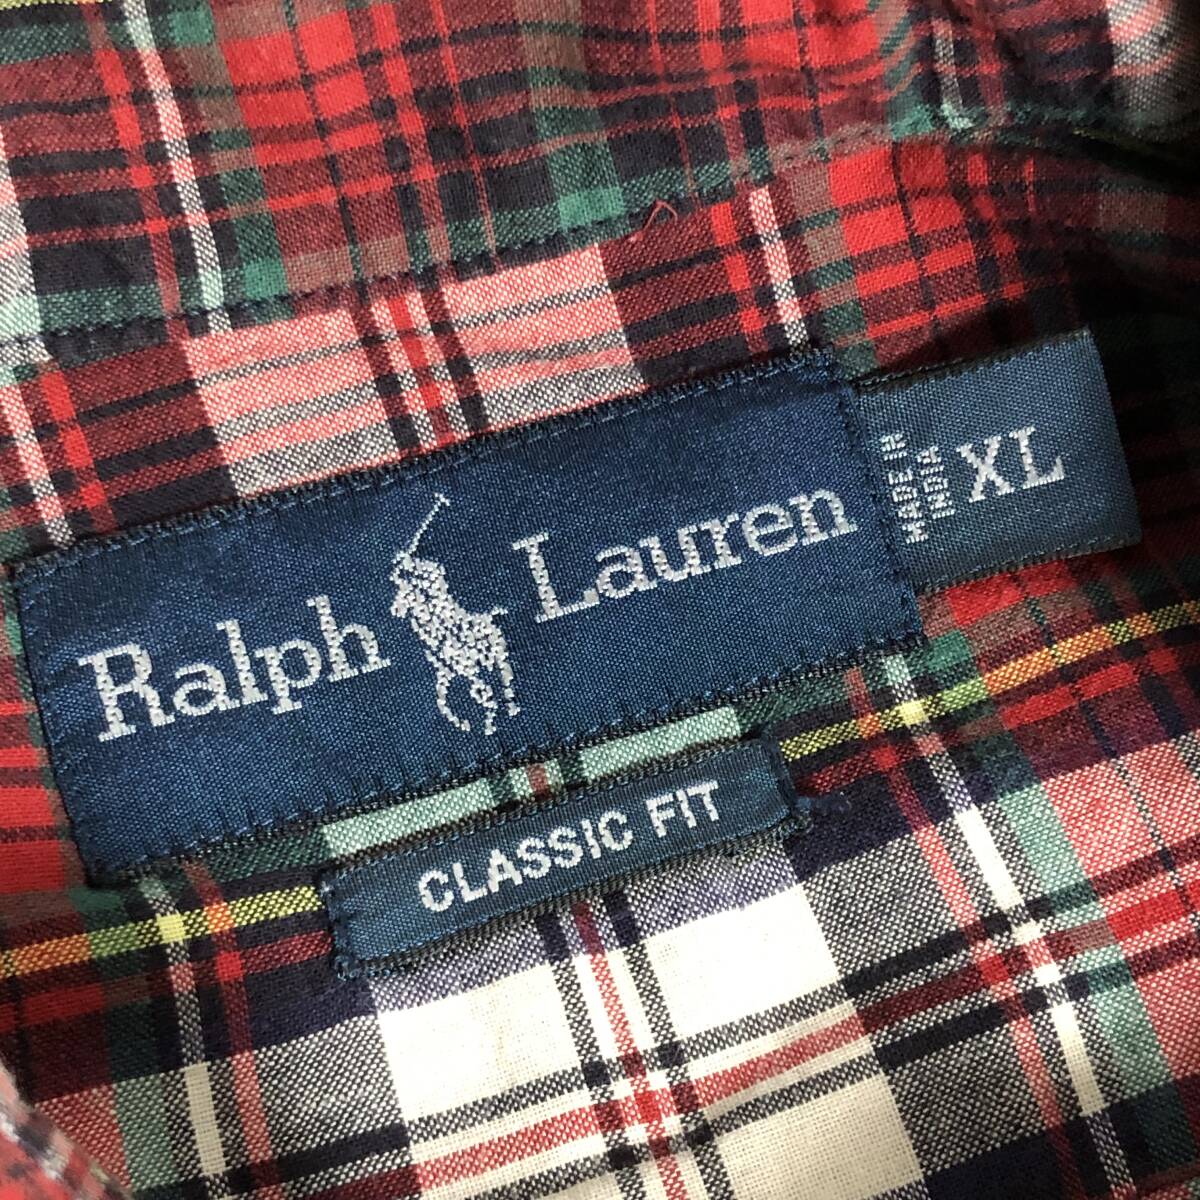 Ralph Lauren
MADE IN
INDIA
XL
CLASSIC FIT